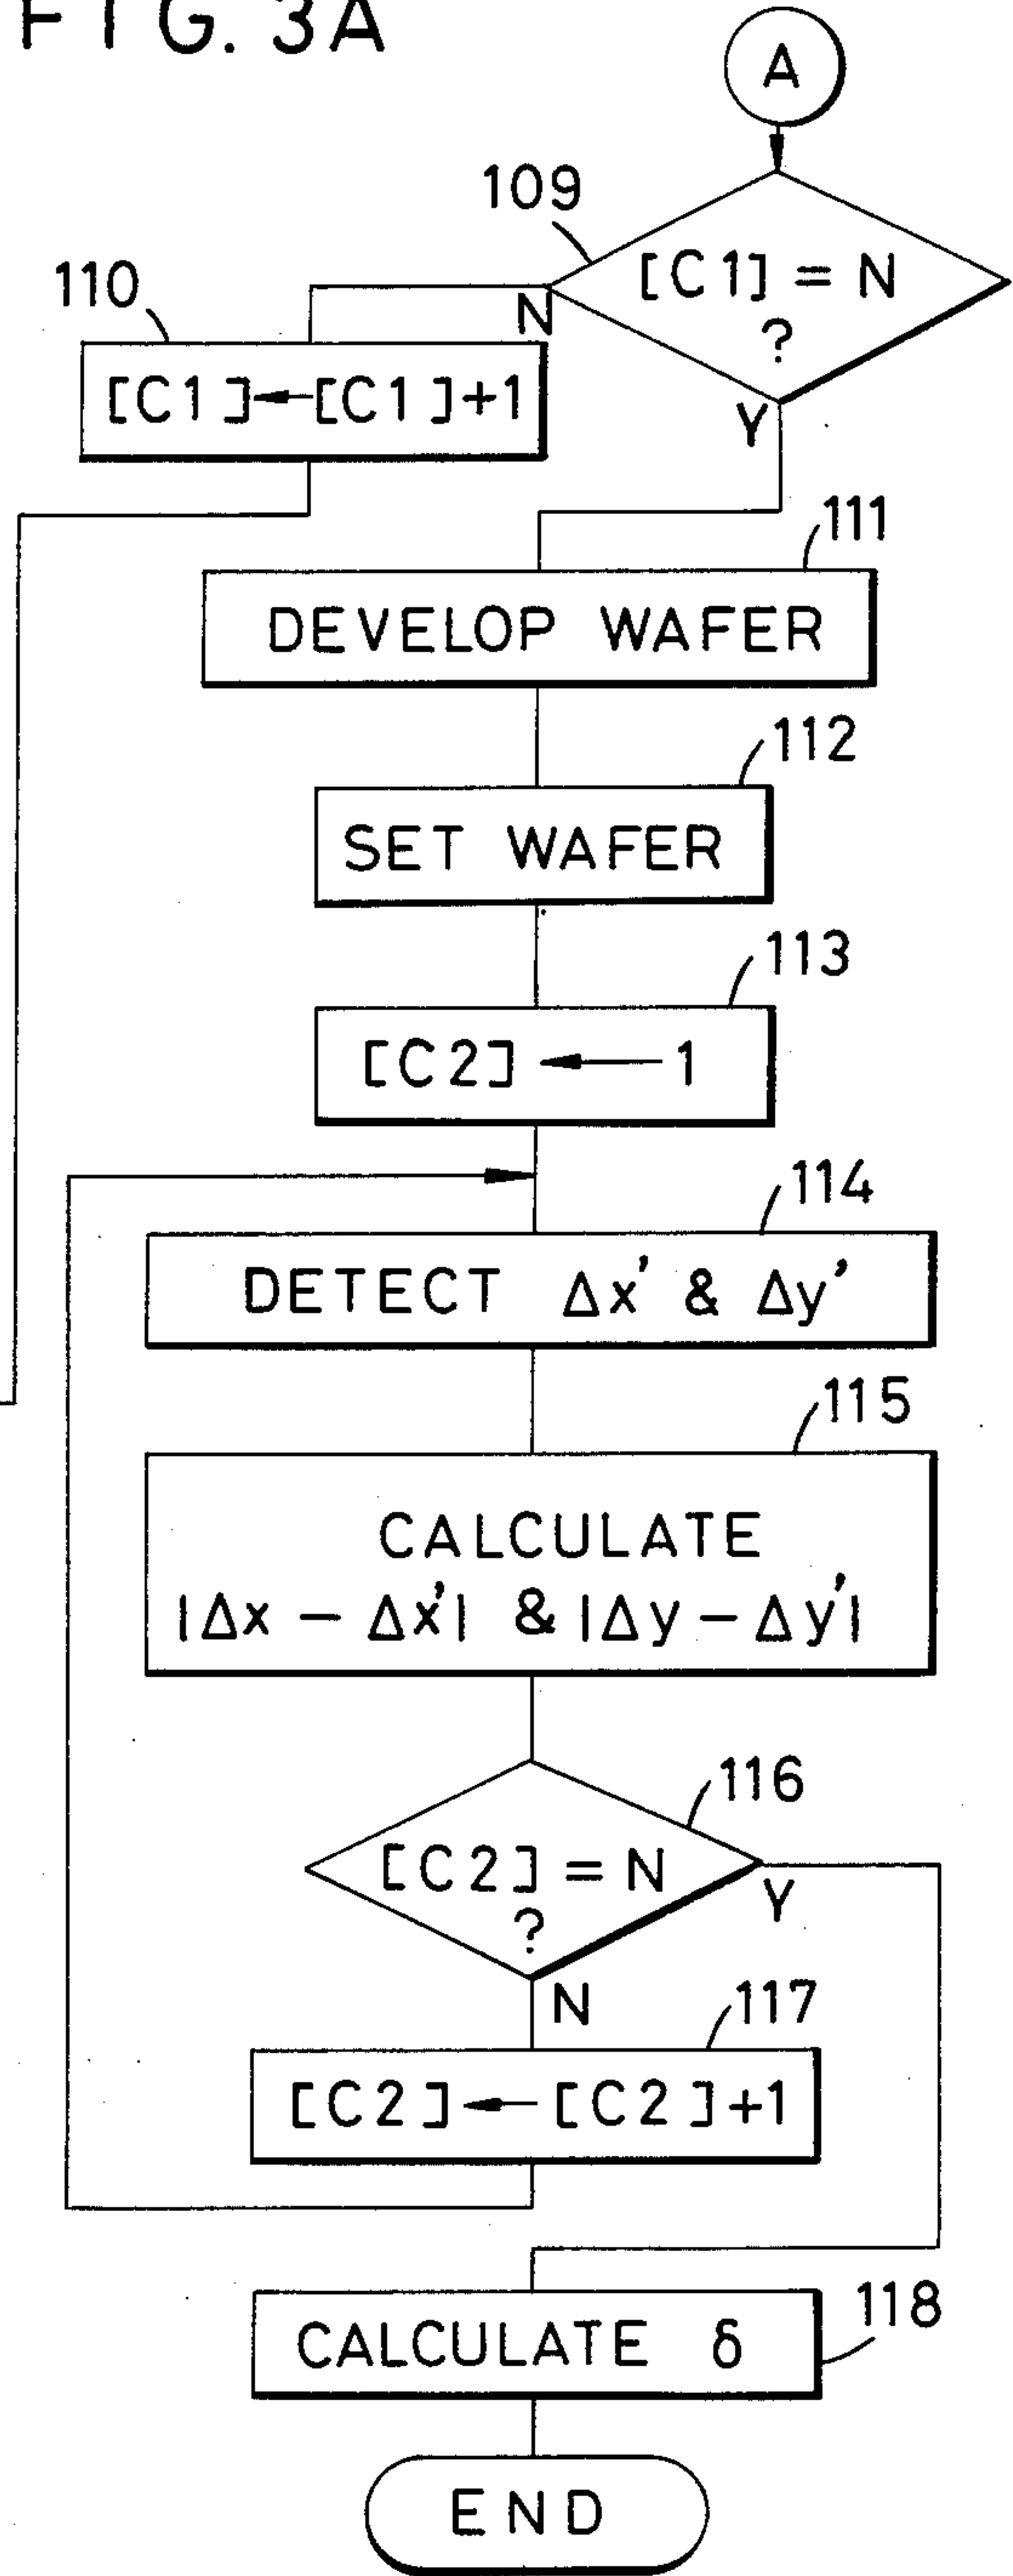 FIG. 3A
A
109
[C1] = N
?
N
Y
110
[C1]←[C1]+1
111
DEVELOP WAFER
112
SET WAFER
113
[C2] ← 1
114
DETECT Δx' & Δy'
115
CALCULATE
|Δx − Δx'| & |Δy − Δy'|
116
[C2] = N
?
Y
N
117
[C2]←[C2]+1
118
CALCULATE δ
END